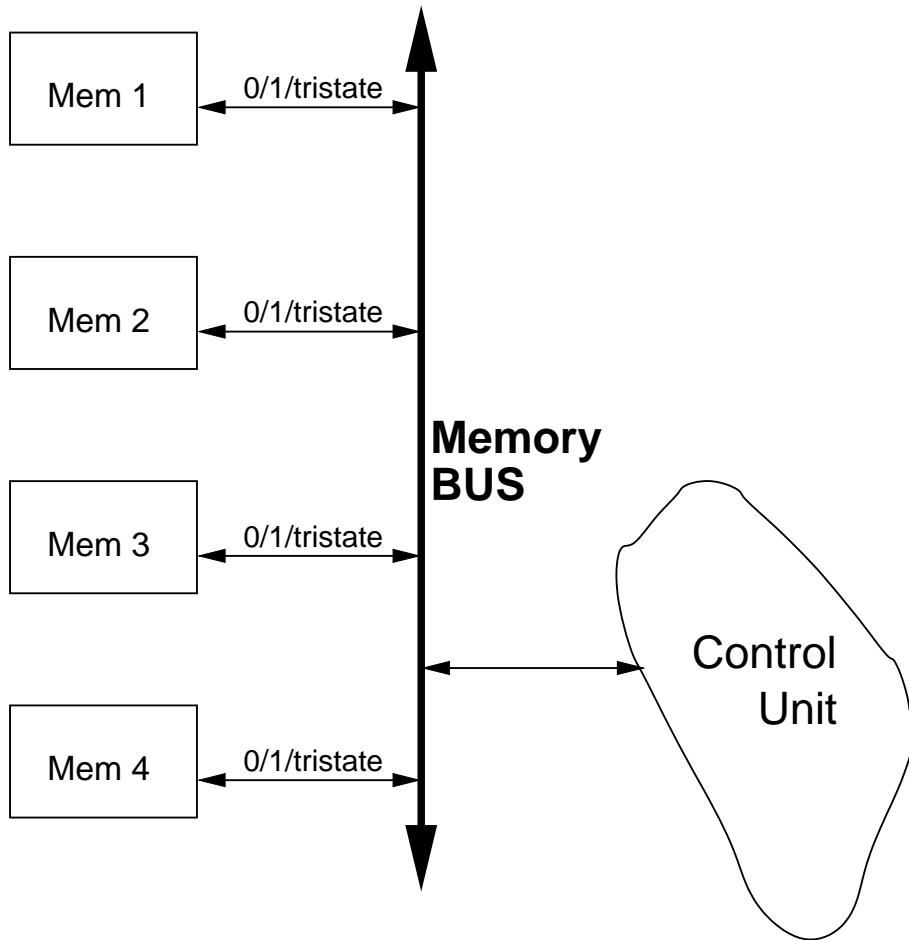 Mem 1
0/1/tristate
Mem 2
0/1/tristate
Memory
BUS
Mem 3
0/1/tristate
Control
Unit
Mem 4
0/1/tristate